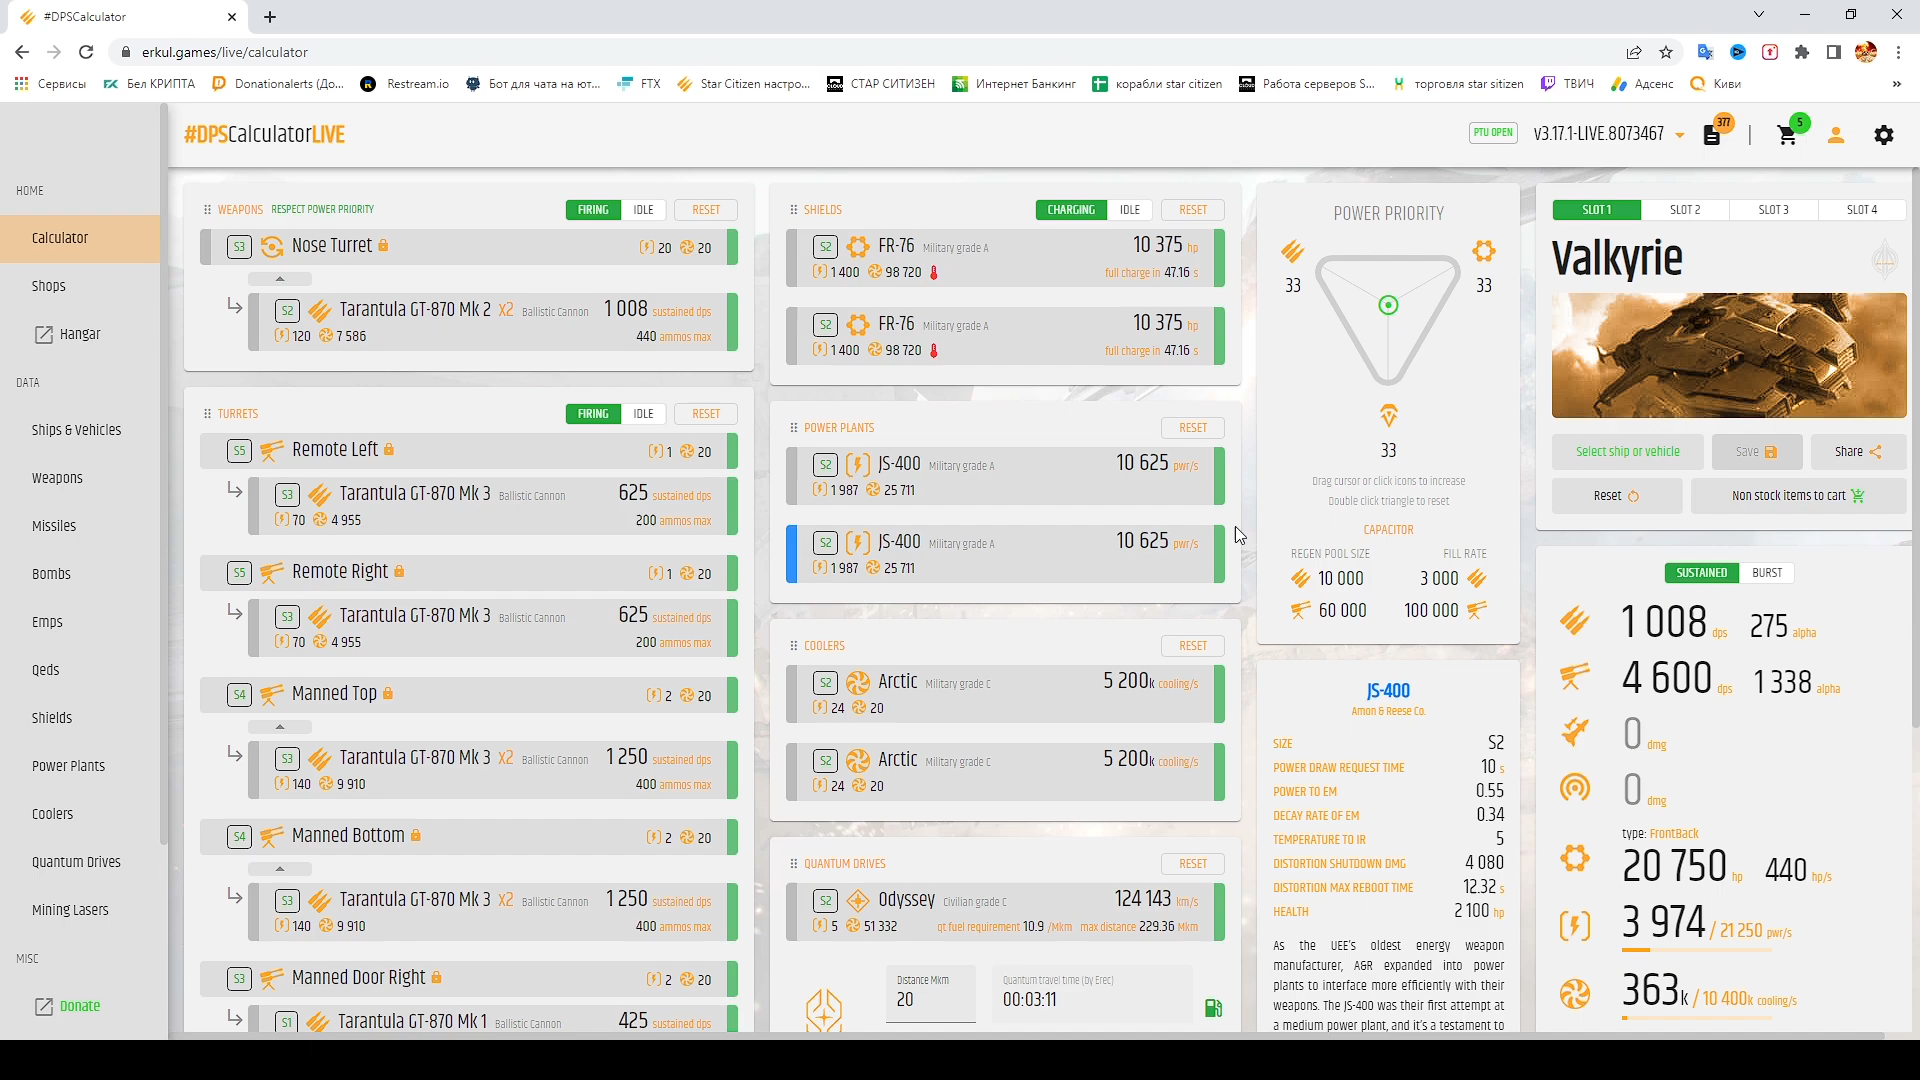 #DPSCalculator
erkul.games/live/calculator
Сервисы
Бел КРИПТА
Donationalerts (До...
Restream.io
Бот для чата на ют...
FTX
Star Citizen настро...
СТАР СИТИЗЕН
Интернет Банкинг
корабли star citizen
Работа серверов S...
торговля star sitizen
ТВИЧ
Адсенс
Киви
»
#DPSCalculatorLIVE
PTU OPEN
v3.17.1-LIVE.8073467
377
5
HOME
Calculator
Shops
Hangar
DATA
Ships & Vehicles
Weapons
Missiles
Bombs
Emps
Qeds
Shields
Power Plants
Coolers
Quantum Drives
Mining Lasers
MISC
Donate
WEAPONS RESPECT POWER PRIORITY FIRING IDLE RESET
S3 Nose Turret 20 20
S2 Tarantula GT-870 Mk 2 X2 Ballistic Cannon 1 008 sustained dps
120 7 586 440 ammos max
TURRETS FIRING IDLE RESET
S5 Remote Left 1 20
S3 Tarantula GT-870 Mk 3 Ballistic Cannon 625 sustained dps
70 4 955 200 ammos max
S5 Remote Right 1 20
S3 Tarantula GT-870 Mk 3 Ballistic Cannon 625 sustained dps
70 4 955 200 ammos max
S4 Manned Top 2 20
S3 Tarantula GT-870 Mk 3 X2 Ballistic Cannon 1 250 sustained dps
140 9 910 400 ammos max
S4 Manned Bottom 2 20
S3 Tarantula GT-870 Mk 3 X2 Ballistic Cannon 1 250 sustained dps
140 9 910 400 ammos max
S3 Manned Door Right 2 20
S1 Tarantula GT-870 Mk 1 Ballistic Cannon 425 sustained dps
SHIELDS CHARGING IDLE RESET
S2 FR-76 Military grade A 10 375 hp
1 400 98 720 full charge in 47.16 s
S2 FR-76 Military grade A 10 375 hp
1 400 98 720 full charge in 47.16 s
POWER PLANTS RESET
S2 JS-400 Military grade A 10 625 pwr/s
1 987 25 711
S2 JS-400 Military grade A 10 625 pwr/s
1 987 25 711
COOLERS RESET
S2 Arctic Military grade C 5 200k cooling/s
24 20
S2 Arctic Military grade C 5 200k cooling/s
24 20
QUANTUM DRIVES RESET
S2 Odyssey Civilian grade C 124 143 km/s
5 51 332 qt fuel requirement 10.9 /Mkm max distance 229.36 Mkm
Distance Mkm
20
Quantum travel time (by Erec)
00:03:11
POWER PRIORITY
33 33
33
Drag cursor or click icons to increase
Double click triangle to reset
CAPACITOR
REGEN POOL SIZE FILL RATE
10 000 3 000
60 000 100 000
JS-400
Amon & Reese Co.
SIZE S2
POWER DRAW REQUEST TIME 10 s
POWER TO EM 0.55
DECAY RATE OF EM 0.34
TEMPERATURE TO IR 5
DISTORTION SHUTDOWN DMG 4 080
DISTORTION MAX REBOOT TIME 12.32 s
HEALTH 2 100 hp
As the UEE's oldest energy weapon
manufacturer, A&R expanded into power
plants to interface more efficiently with their
weapons. The JS-400 was their first attempt at
a medium power plant, and it's a testament to
SLOT 1 SLOT 2 SLOT 3 SLOT 4
Valkyrie
Select ship or vehicle Save Share
Reset Non stock items to cart
SUSTAINED BURST
1 008 dps 275 alpha
4 600 dps 1 338 alpha
0 dmg
0 dmg
type: FrontBack
20 750 hp 440 hp/s
3 974 / 21 250 pwr/s
363k / 10 400k cooling/s